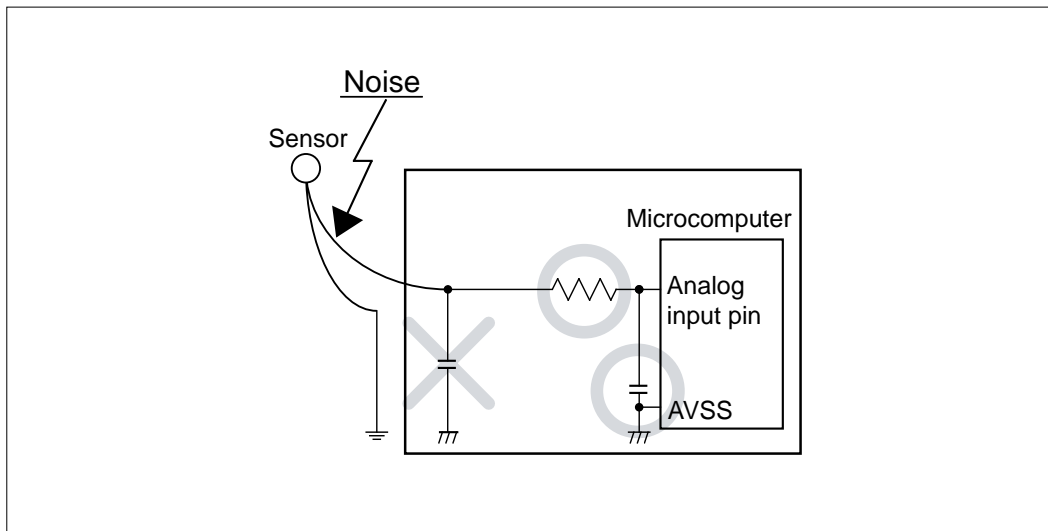 Noise
Sensor
Microcomputer
Analog
input pin
AVSS